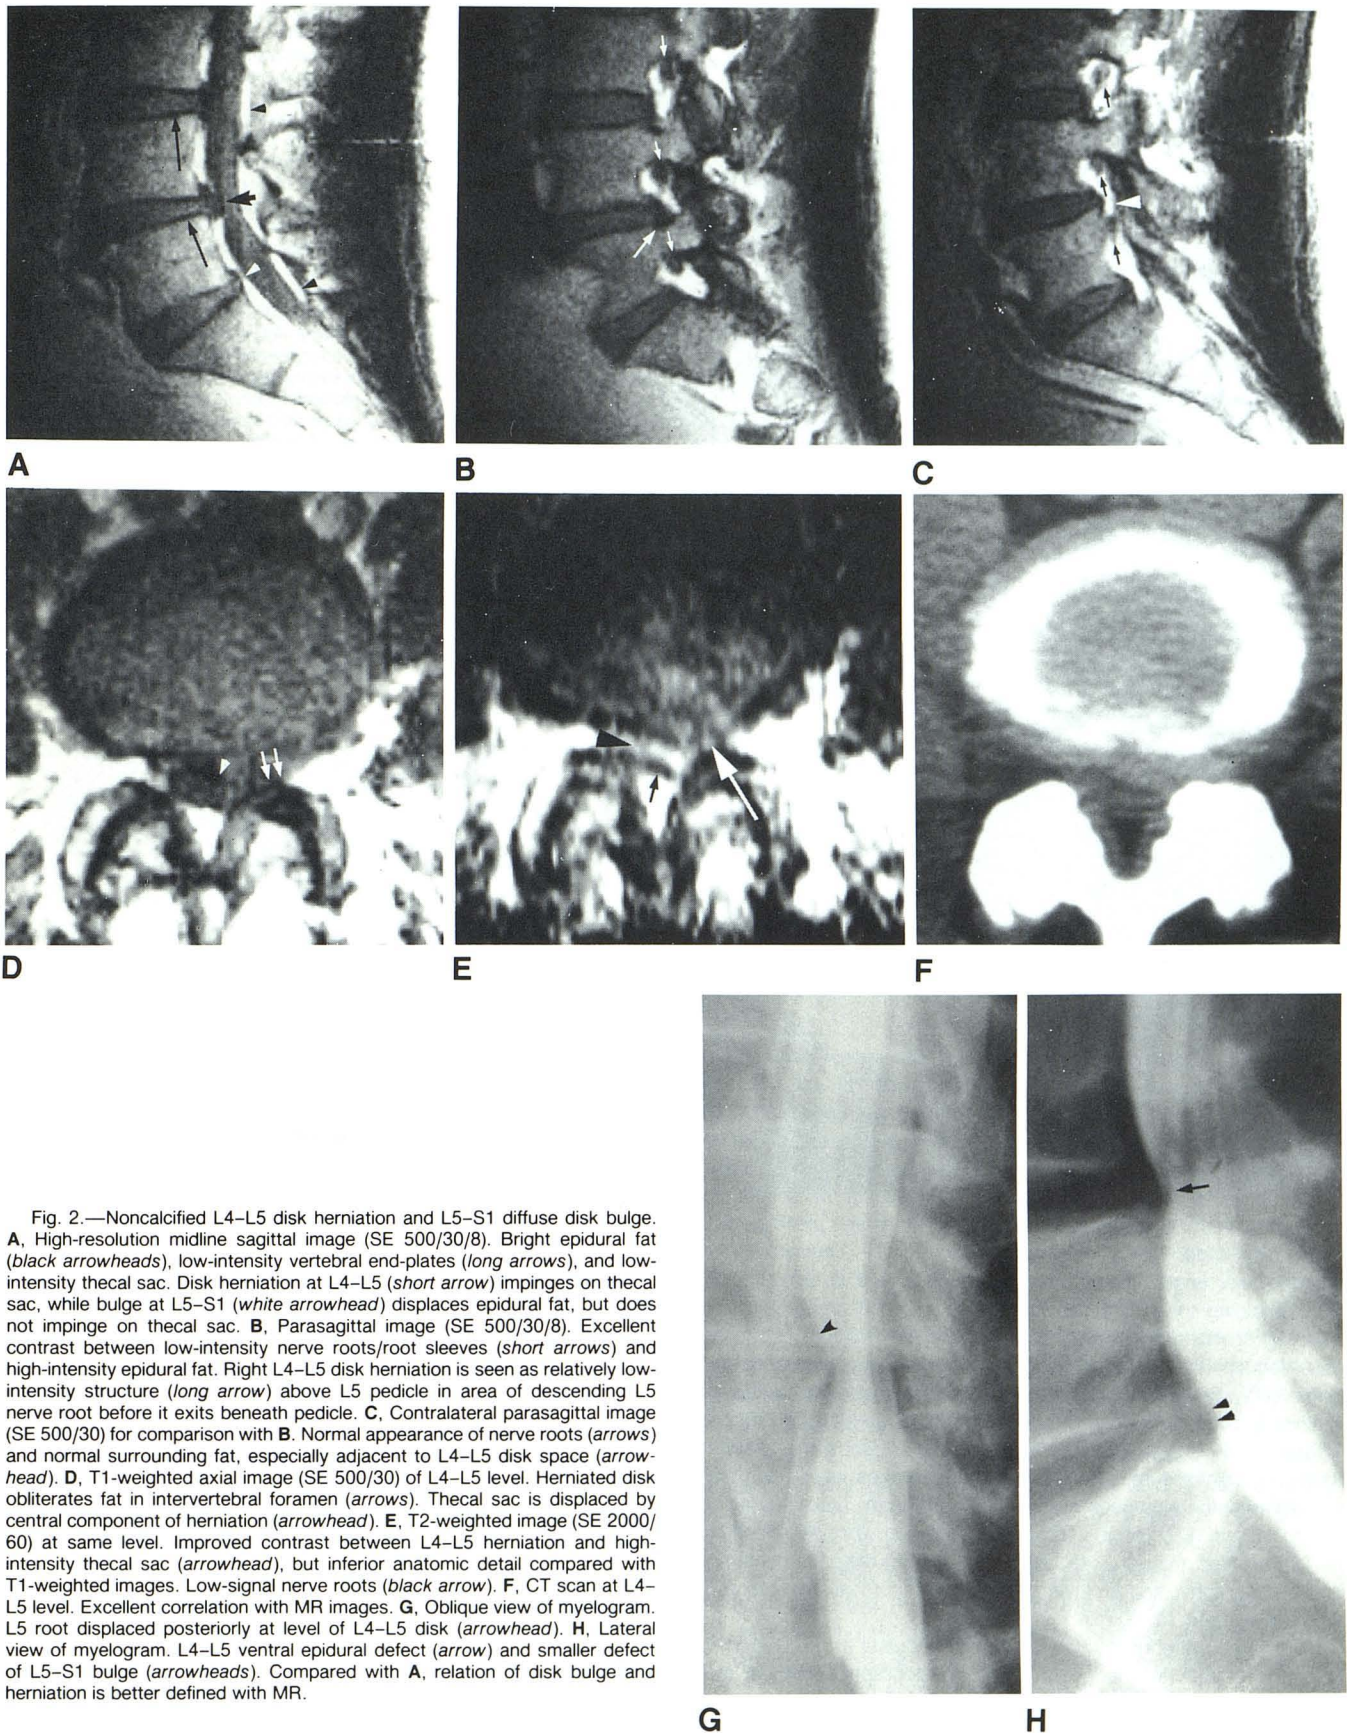 A
B
C
D
E
F
Fig. 2.—Noncalcified L4–L5 disk herniation and L5–S1 diffuse disk bulge.
A, High-resolution midline sagittal image (SE 500/30/8). Bright epidural fat
(black arrowheads), low-intensity vertebral end-plates (long arrows), and low-
intensity thecal sac. Disk herniation at L4–L5 (short arrow) impinges on thecal
sac, while bulge at L5–S1 (white arrowhead) displaces epidural fat, but does
not impinge on thecal sac. B, Parasagittal image (SE 500/30/8). Excellent
contrast between low-intensity nerve roots/root sleeves (short arrows) and
high-intensity epidural fat. Right L4–L5 disk herniation is seen as relatively low-
intensity structure (long arrow) above L5 pedicle in area of descending L5
nerve root before it exits beneath pedicle. C, Contralateral parasagittal image
(SE 500/30) for comparison with B. Normal appearance of nerve roots (arrows)
and normal surrounding fat, especially adjacent to L4–L5 disk space (arrow-
head). D, T1-weighted axial image (SE 500/30) of L4–L5 level. Herniated disk
obliterates fat in intervertebral foramen (arrows). Thecal sac is displaced by
central component of herniation (arrowhead). E, T2-weighted image (SE 2000/
60) at same level. Improved contrast between L4–L5 herniation and high-
intensity thecal sac (arrowhead), but inferior anatomic detail compared with
T1-weighted images. Low-signal nerve roots (black arrow). F, CT scan at L4–
L5 level. Excellent correlation with MR images. G, Oblique view of myelogram.
L5 root displaced posteriorly at level of L4–L5 disk (arrowhead). H, Lateral
view of myelogram. L4–L5 ventral epidural defect (arrow) and smaller defect
of L5–S1 bulge (arrowheads). Compared with A, relation of disk bulge and
herniation is better defined with MR.
G
H